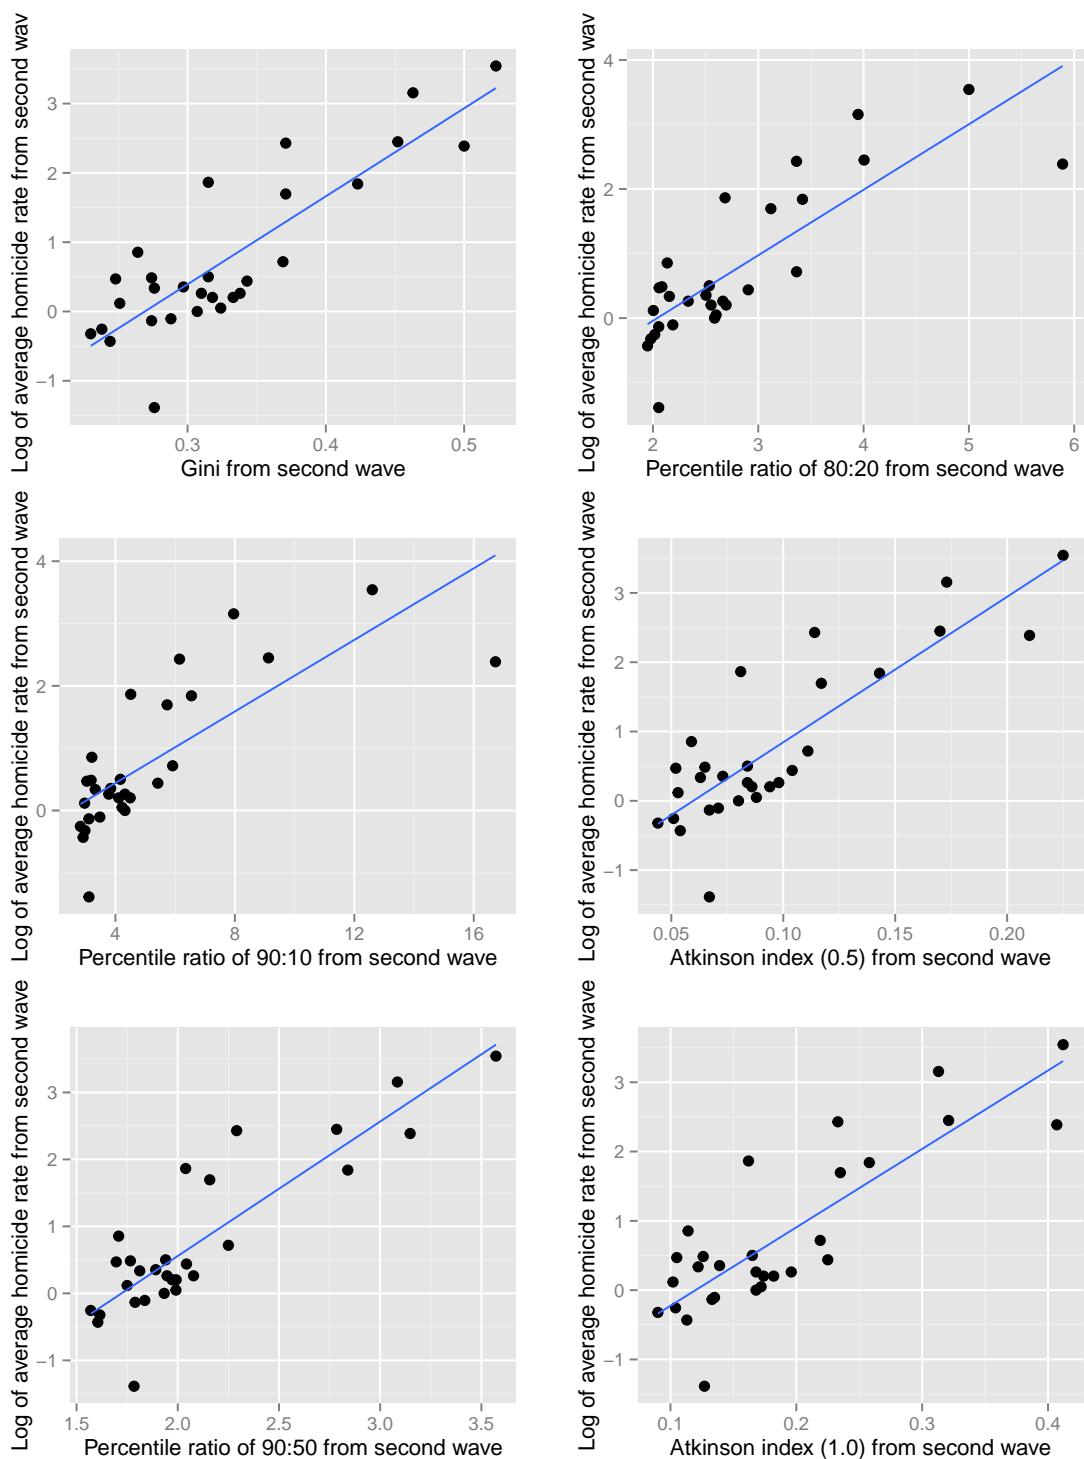 Log of average homicide rate from second wav
3
2
1
0
−1
0.3 0.4 0.5
Gini from second wave
Log of average homicide rate from second wav
4
2
0
2 3 4 5 6
Percentile ratio of 80:20 from second wave
Log of average homicide rate from second wave
4
2
0
4 8 12 16
Percentile ratio of 90:10 from second wave
Log of average homicide rate from second wave
3
2
1
0
−1
0.05 0.10 0.15 0.20
Atkinson index (0.5) from second wave
Log of average homicide rate from second wave
3
2
1
0
−1
1.5 2.0 2.5 3.0 3.5
Percentile ratio of 90:50 from second wave
Log of average homicide rate from second wave
3
2
1
0
−1
0.1 0.2 0.3 0.4
Atkinson index (1.0) from second wave